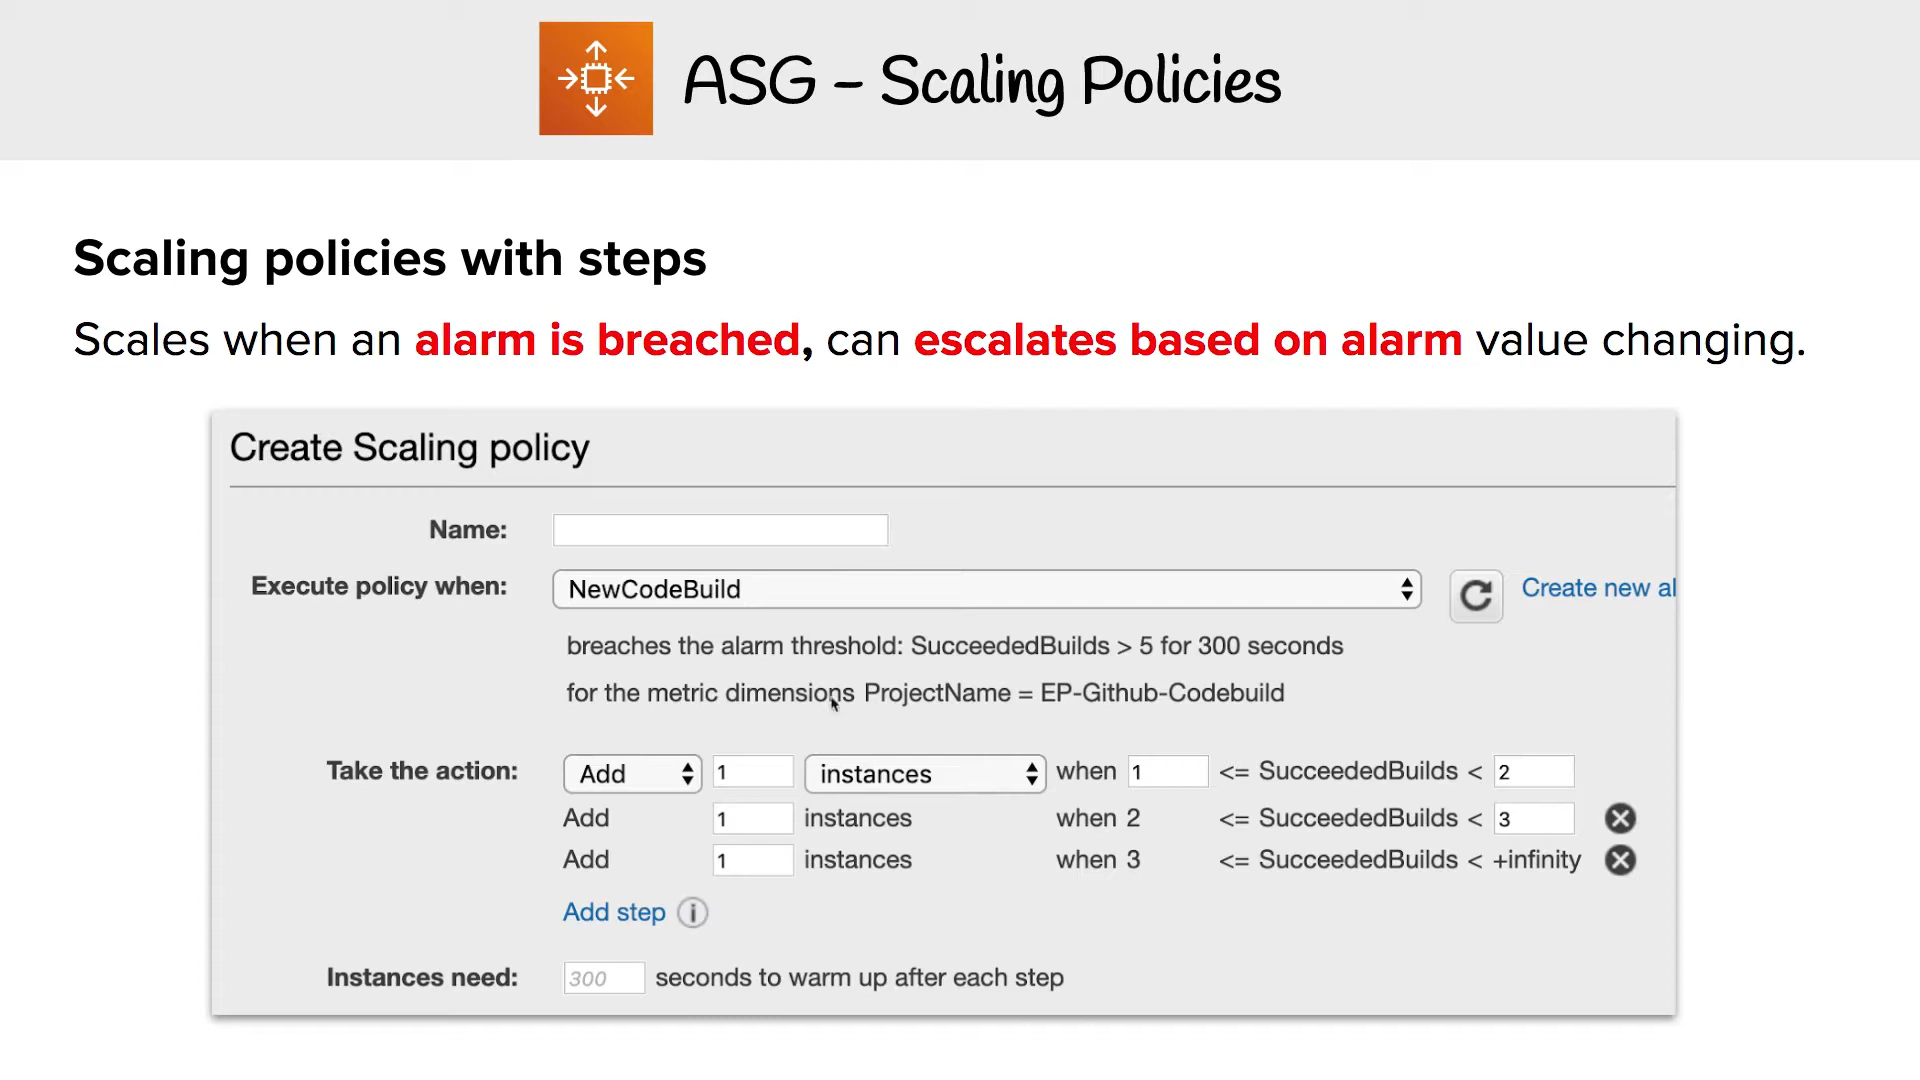 ASG – Scaling Policies
Scaling policies with steps
Scales when an alarm is breached, can escalates based on alarm value changing.
Create Scaling policy
Name:
Execute policy when: NewCodeBuild Create new al
breaches the alarm threshold: SucceededBuilds > 5 for 300 seconds
for the metric dimensions ProjectName = EP-Github-Codebuild
Take the action: Add 1 instances when 1 <= SucceededBuilds < 2
Add 1 instances when 2 <= SucceededBuilds < 3
Add 1 instances when 3 <= SucceededBuilds < +infinity
Add step i
Instances need: 300 seconds to warm up after each step